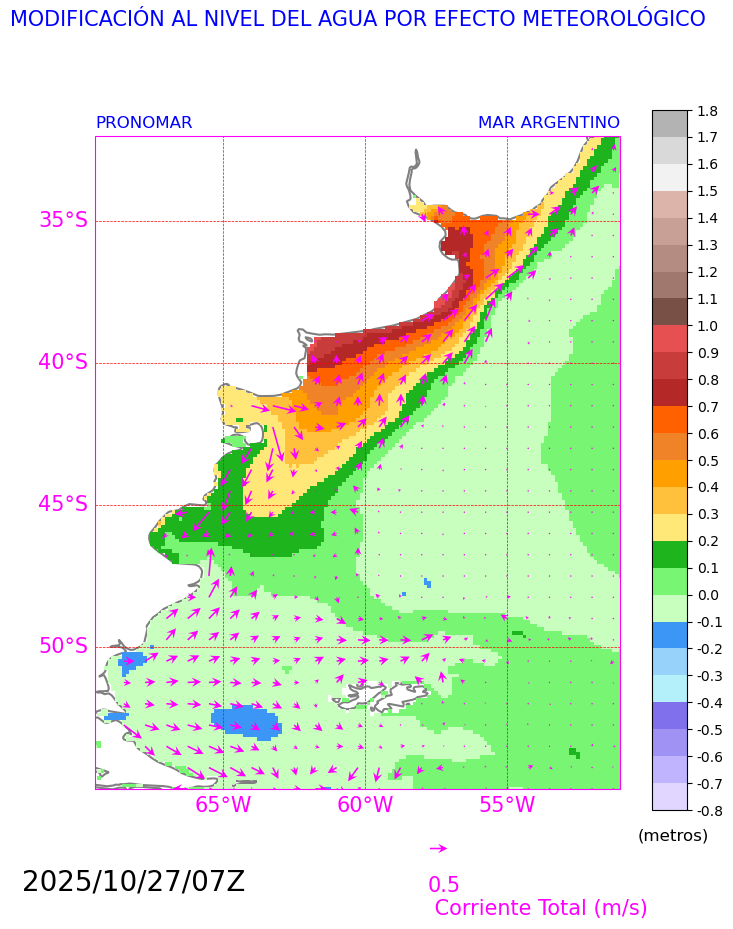 MODIFICACIÓN AL NIVEL DEL AGUA POR EFECTO METEOROLÓGICO
PRONOMAR MAR ARGENTINO
35°S
40°S
45°S
50°S
65°W 60°W 55°W
1.8
1.7
1.6
1.5
1.4
1.3
1.2
1.1
1.0
0.9
0.8
0.7
0.6
0.5
0.4
0.3
0.2
0.1
0.0
-0.1
-0.2
-0.3
-0.4
-0.5
-0.6
-0.7
-0.8
(metros)
2025/10/27/07Z
0.5
Corriente Total (m/s)